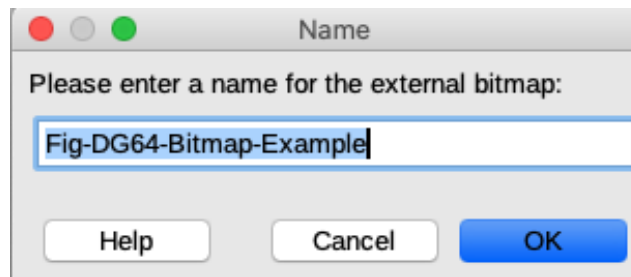 Name
Please enter a name for the external bitmap:
Fig-DG64-Bitmap-Example
Help Cancel OK